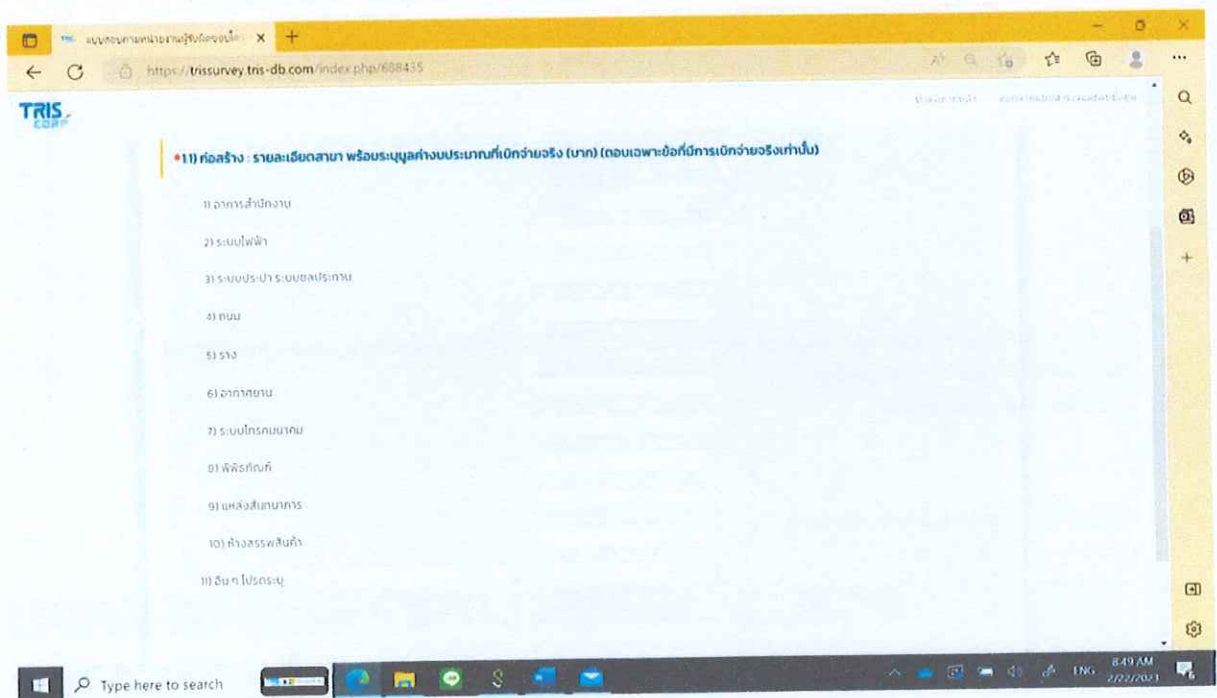 https://trissurvey.tris-db.com/index.php/688435
TRIS
CORP
*1.1) ก่อสร้าง : รายละเอียดสาขา พร้อมระบุมูลค่างบประมาณที่เบิกจ่ายจริง (บาท) (ตอบเฉพาะข้อที่มีการเบิกจ่ายจริงเท่านั้น)
1) อาคารสำนักงาน
2) ระบบไฟฟ้า
3) ระบบประปา ระบบชลประทาน
4) ถนน
5) ราง
6) อากาศยาน
7) ระบบโทรคมนาคม
8) พิพิธภัณฑ์
9) แหล่งสันทนาการ
10) ห้างสรรพสินค้า
11) อื่น ๆ โปรดระบุ
Type here to search
ENG
8:49 AM
2/22/2023